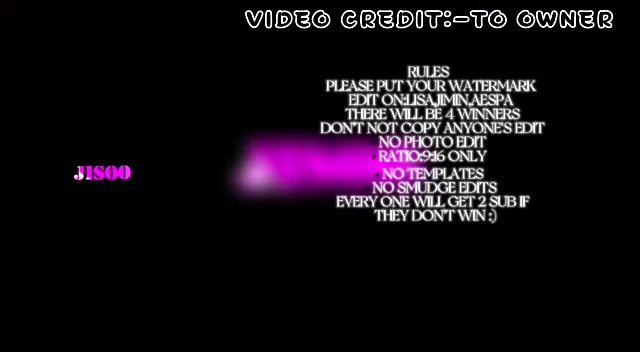 VIDEO CREDIT:-TO OWNER
RULES
PLEASE PUT YOUR WATERMARK
EDIT ON:LISA,JIMIN,AESPA
THERE WILL BE 4 WINNERS
DON'T NOT COPY ANYONE'S EDIT
• NO PHOTO EDIT
• RATIO:9:16 ONLY
JISOO
• NO TEMPLATES
NO SMUDGE EDITS
EVERY ONE WILL GET 2 SUB IF
THEY DON'T WIN :)